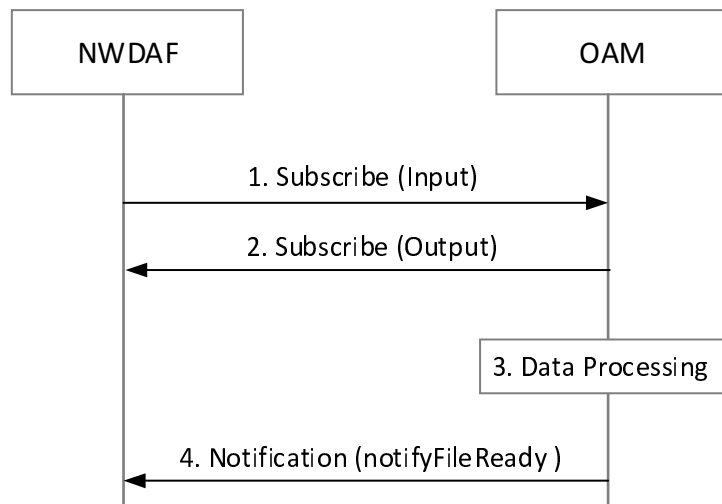 NWDAF
OAM
1. Subscribe (Input)
2. Subscribe (Output)
3. Data Processing
4. Notification (notifyFileReady )